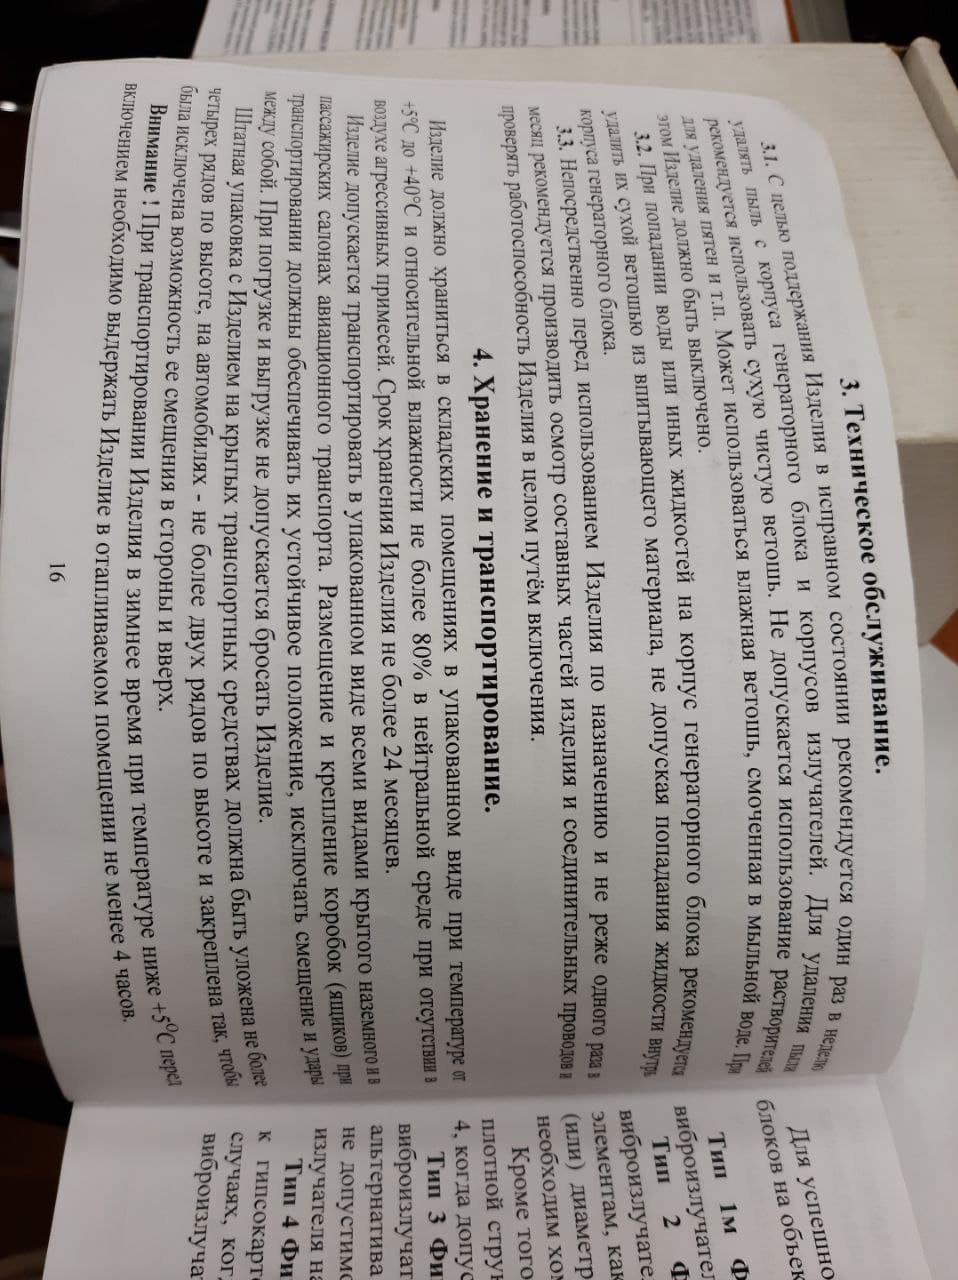 3. Техническое обслуживание.
3.1. С целью поддержания Изделия в исправном состоянии рекомендуется один раз в неделю
удалять пыль с корпуса генераторного блока и корпусов излучателей. Для удаления пыли
рекомендуется использовать сухую чистую ветошь. Не допускается использование растворителей
для удаления пятен и т.п. Может использоваться влажная ветошь, смоченная в мыльной воде. При
этом Изделие должно быть выключено.
3.2. При попадании воды или иных жидкостей на корпус генераторного блока рекомендуется
удалить их сухой ветошью из впитывающего материала, не допуская попадания жидкости внутрь
корпуса генераторного блока.
3.3. Непосредственно перед использованием Изделия по назначению и не реже одного раза в
месяц рекомендуется производить осмотр составных частей изделия и соединительных проводов и
проверять работоспособность Изделия в целом путём включения.
4. Хранение и транспортирование.
Изделие должно храниться в складских помещениях в упакованном виде при температуре от
+5°С до +40°С и относительной влажности не более 80% в нейтральной среде при отсутствии в
воздухе агрессивных примесей. Срок хранения Изделия не более 24 месяцев.
Изделие допускается транспортировать в упакованном виде всеми видами крытого наземного и в
пассажирских салонах авиационного транспорта. Размещение и крепление коробок (ящиков) при
транспортировании должны обеспечивать их устойчивое положение, исключать смещение и удары
между собой. При погрузке и выгрузке не допускается бросать Изделие.
Штатная упаковка с Изделием на крытых транспортных средствах должна быть уложена не более
четырех рядов по высоте, на автомобилях - не более двух рядов по высоте и закреплена так, чтобы
была исключена возможность ее смещения в стороны и вверх.
Внимание ! При транспортировании Изделия в зимнее время при температуре ниже +5°С перед
включением необходимо выдержать Изделие в отапливаемом помещении не менее 4 часов.
16
Для успешно
блоков на объек
Тип 1м Ф
виброизлучател
Тип 2 Ф
виброизлучате
элементам, как
(или) диаметр
необходим хом
Кроме того
плотной струк
4, когда допус
Тип 3 Фи
виброизлучат
альтернатива
не допустимо
излучателя на
Тип 4 Фи
к гипсокарто
случаях, ког
виброизлуча